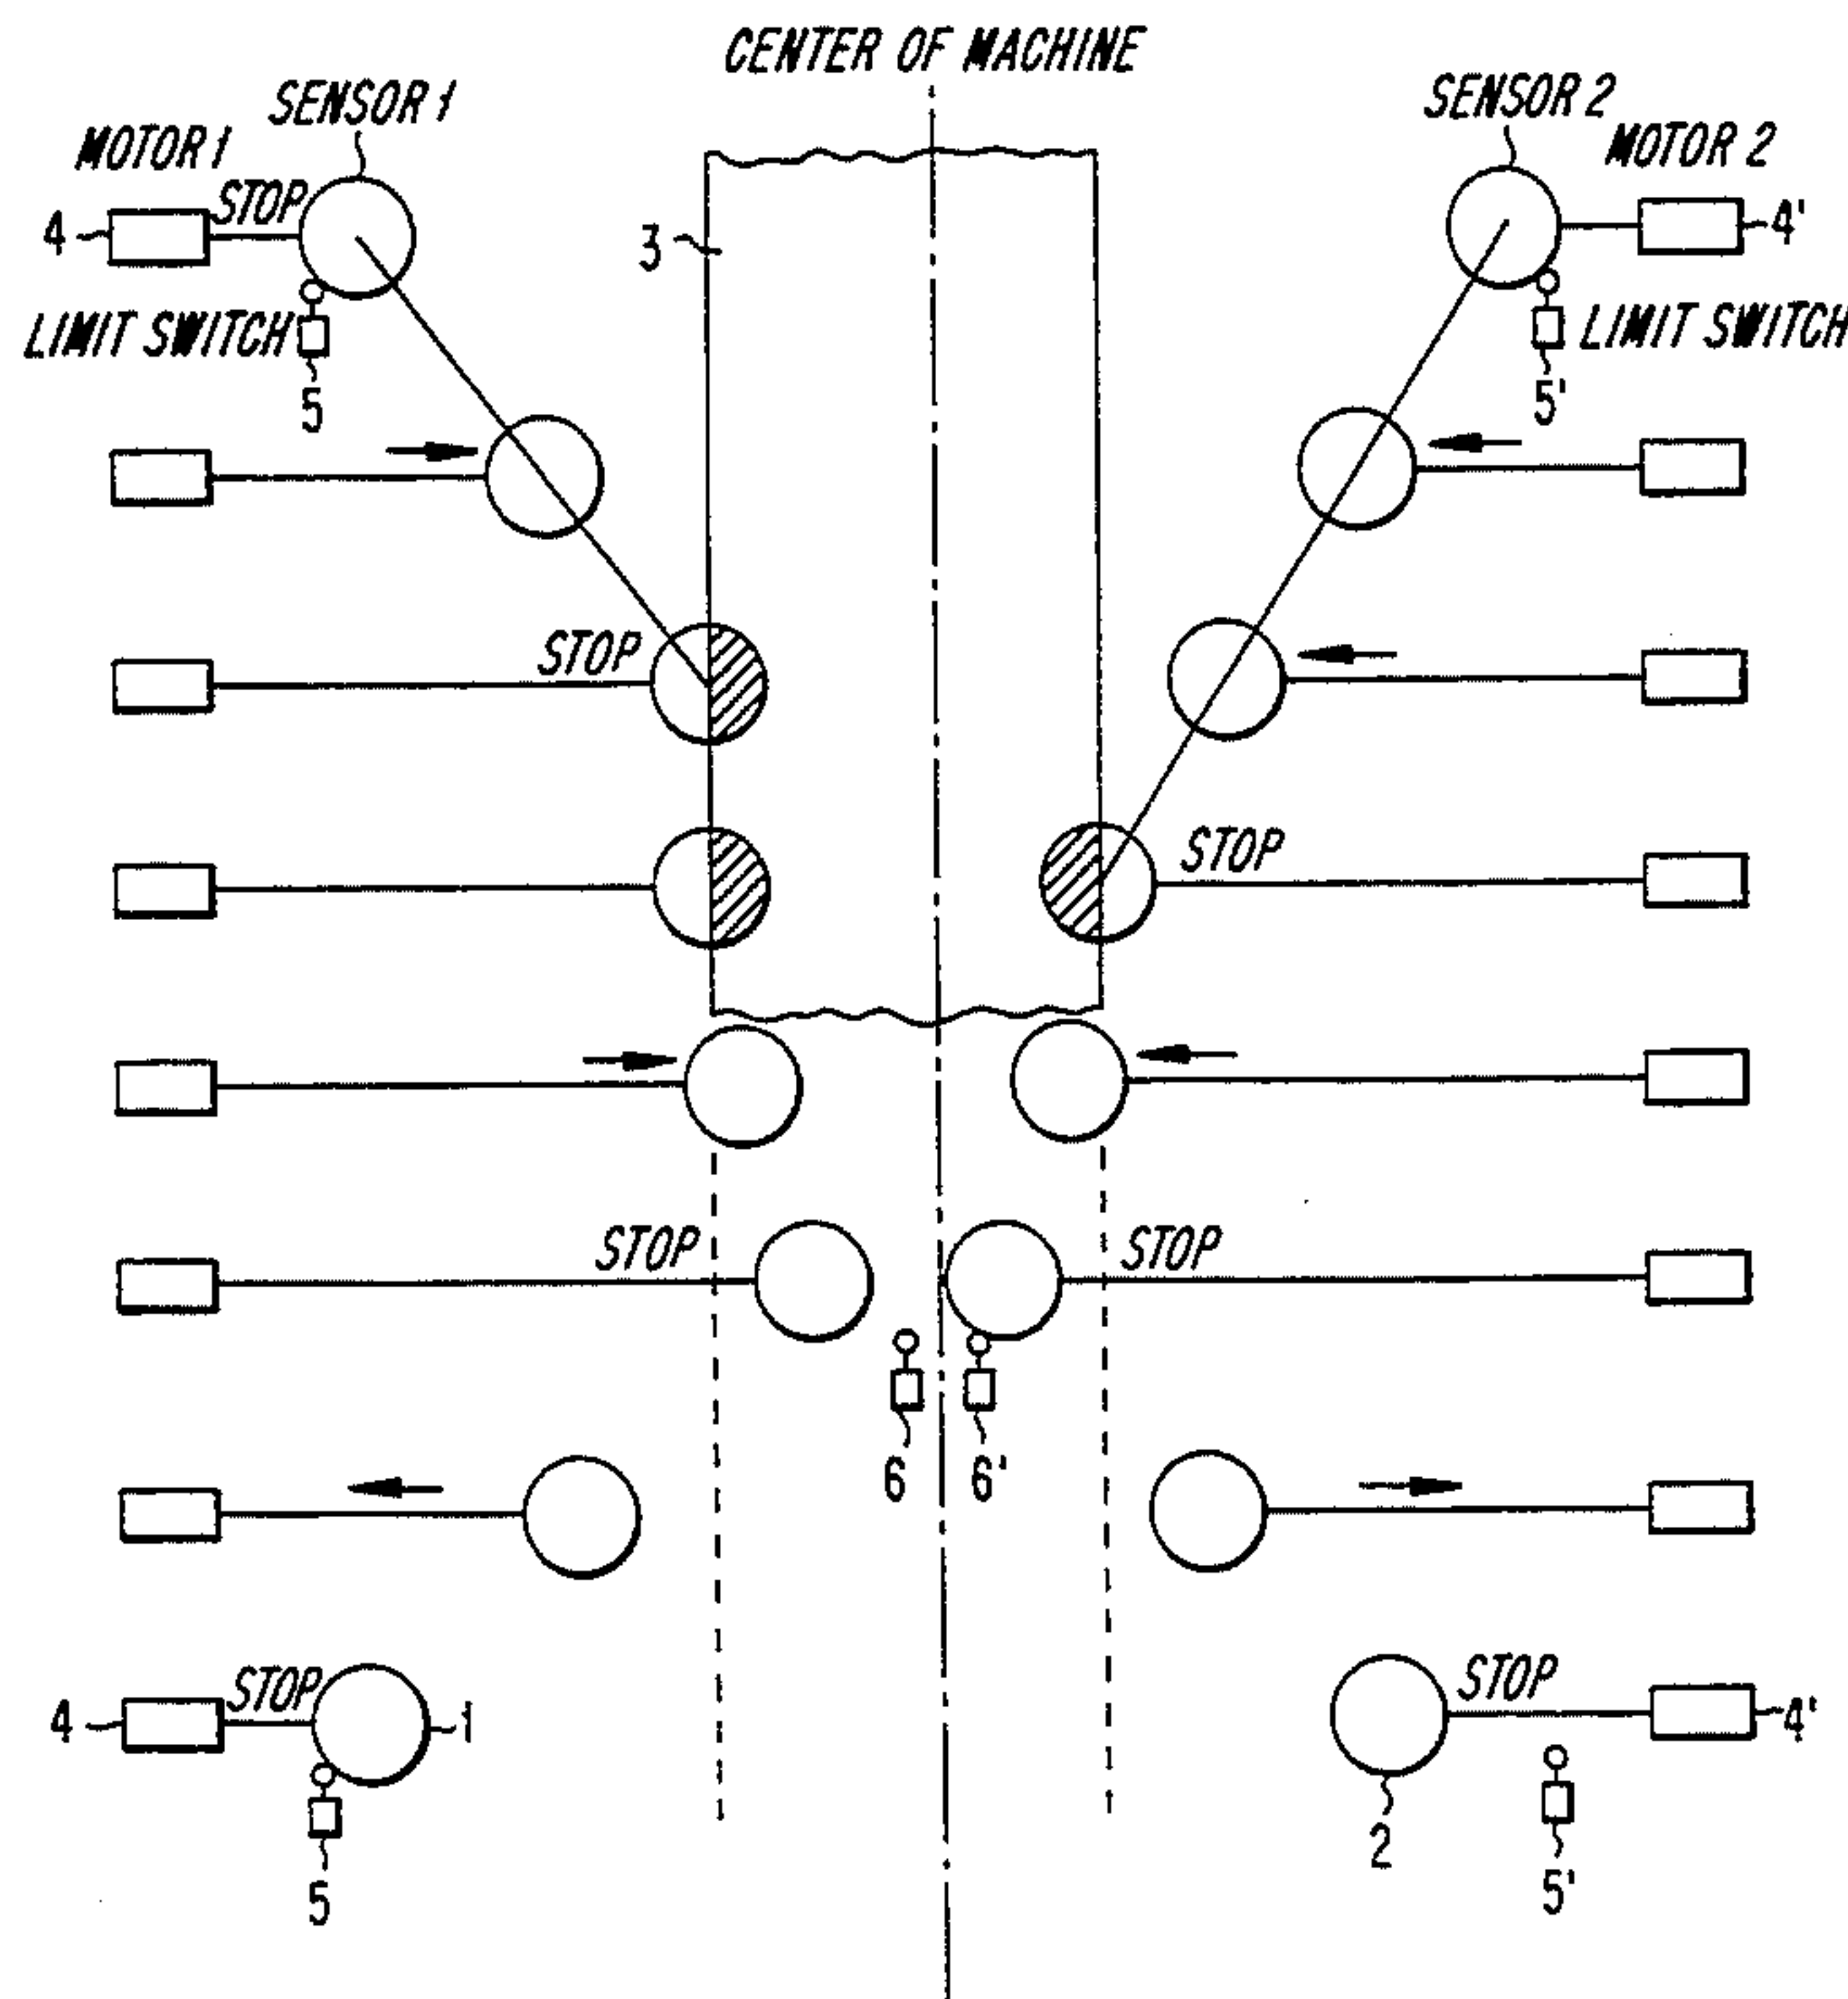 CENTER OF MACHINE
SENSOR 1
SENSOR 2
MOTOR 1
MOTOR 2
STOP
4
3
4'
LIMIT SWITCH
LIMIT SWITCH
5
5'
STOP
STOP
STOP
STOP
6
6'
STOP
STOP
4
1
4'
2
5
5'